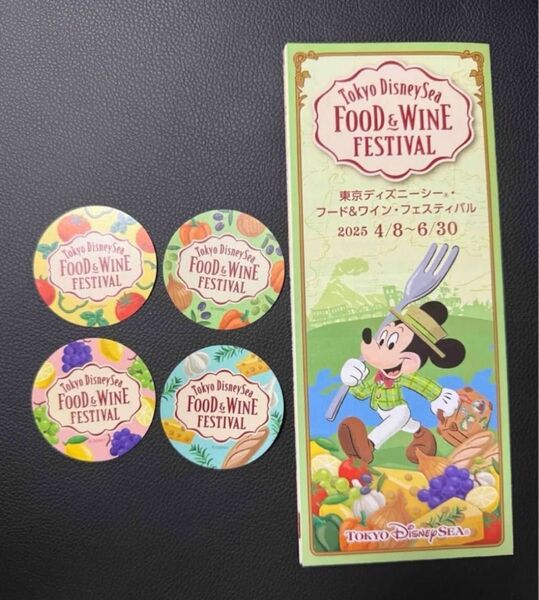 Tokyo DisneySea
FOOD & WINE
FESTIVAL
東京ディズニーシー®・
フード&ワイン・フェスティバル
2025 4/8~6/30
TOKYO DISNEY SEA®
Tokyo DisneySea
FOOD & WINE
FESTIVAL
Tokyo DisneySea
FOOD & WINE
FESTIVAL
Tokyo DisneySea
FOOD & WINE
FESTIVAL
Tokyo DisneySea
FOOD & WINE
FESTIVAL